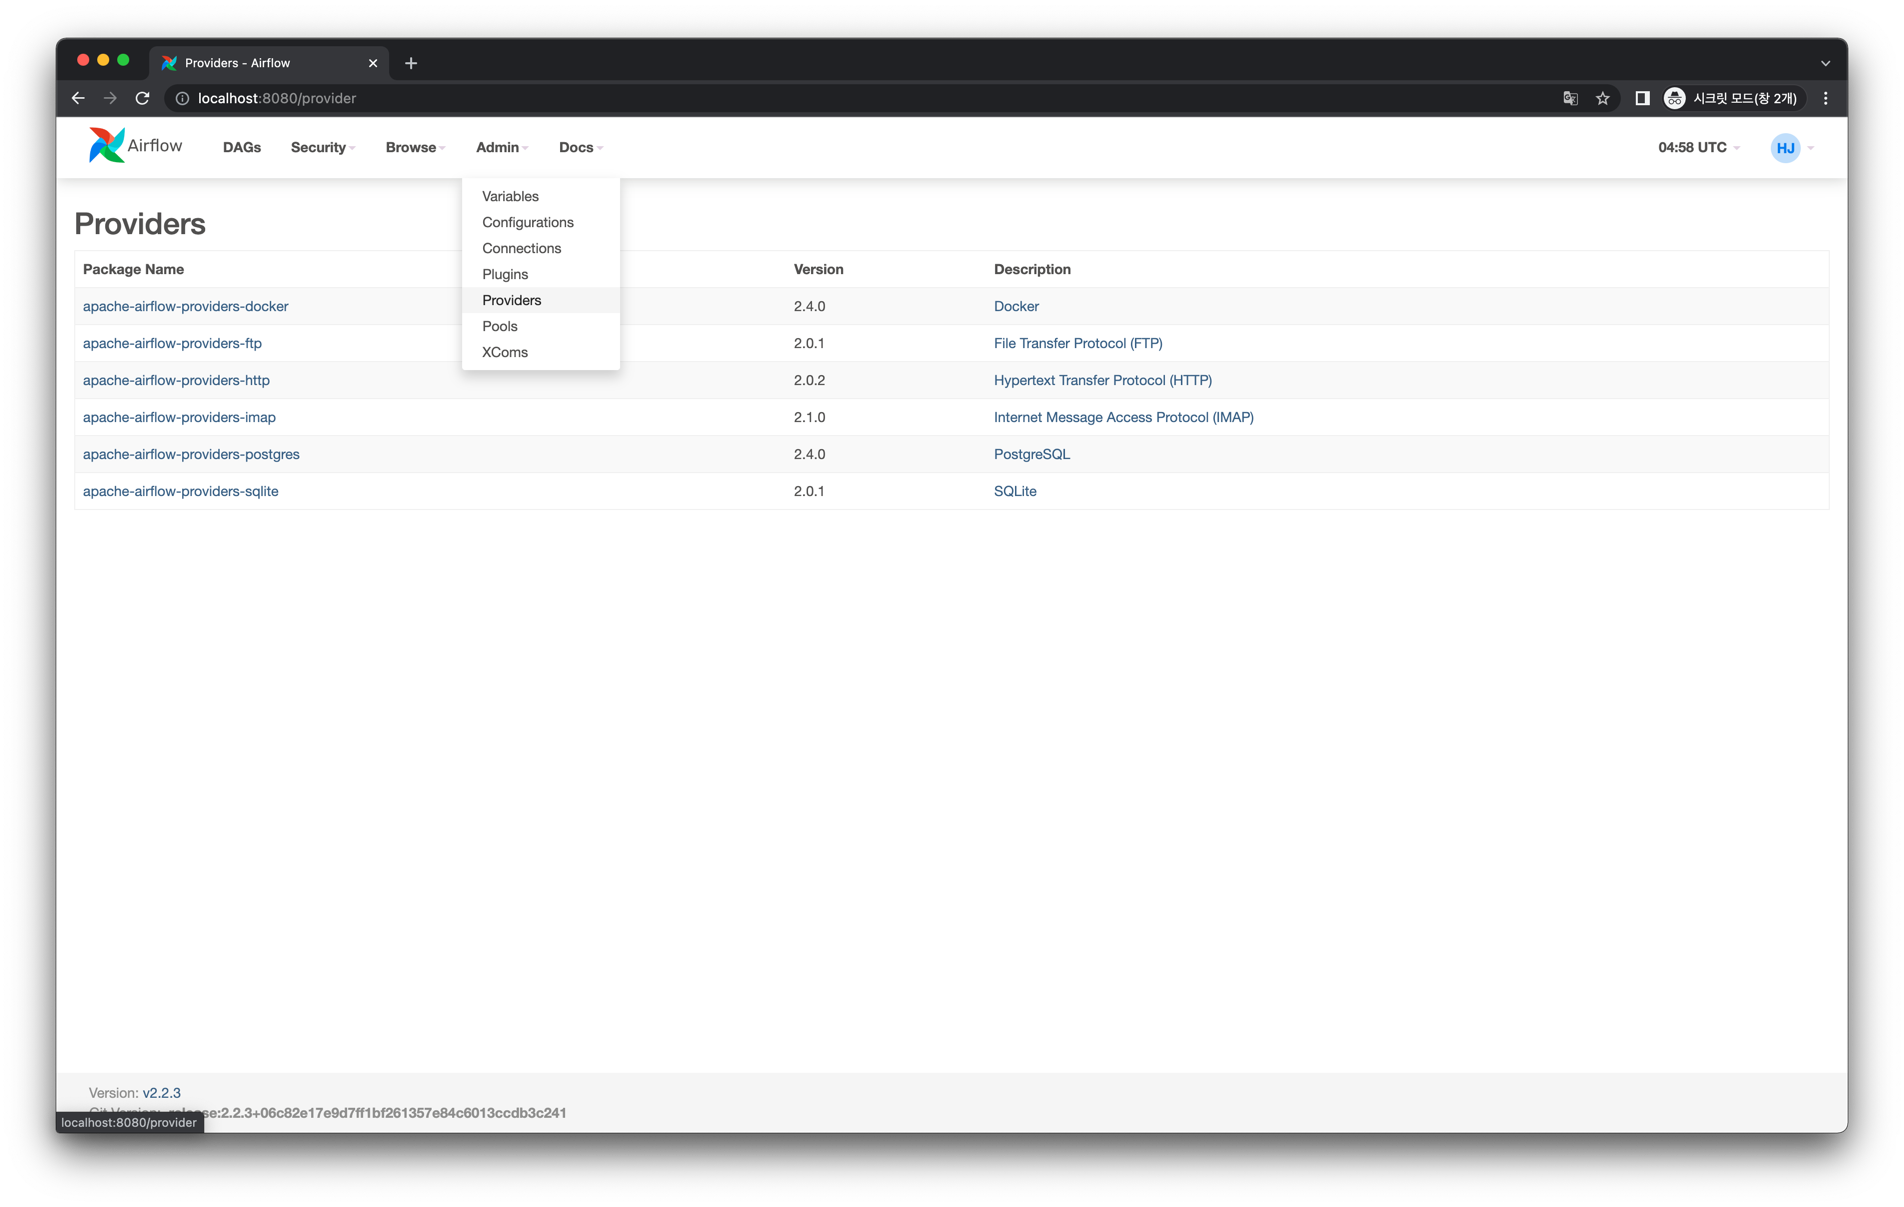 Providers - Airflow
localhost:8080/provider
시크릿 모드(창 2개)
Airflow DAGs Security Browse Admin Docs 04:58 UTC HJ
Variables
Configurations
Connections
Plugins
Providers
Pools
XComs
Providers
Package Name Version Description
apache-airflow-providers-docker 2.4.0 Docker
apache-airflow-providers-ftp 2.0.1 File Transfer Protocol (FTP)
apache-airflow-providers-http 2.0.2 Hypertext Transfer Protocol (HTTP)
apache-airflow-providers-imap 2.1.0 Internet Message Access Protocol (IMAP)
apache-airflow-providers-postgres 2.4.0 PostgreSQL
apache-airflow-providers-sqlite 2.0.1 SQLite
Version: v2.2.3
Git Version: .release:2.2.3+06c82e17e9d7ff1bf261357e84c6013ccdb3c241
localhost:8080/provider